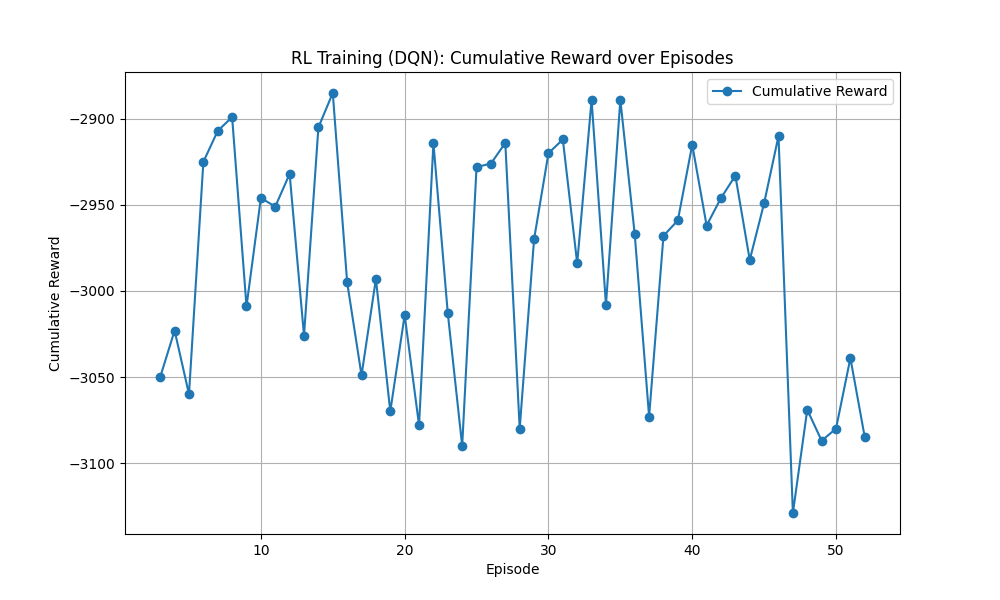 RL Training (DQN): Cumulative Reward over Episodes
Cumulative Reward
−2900
−2950
−3000
−3050
−3100
Cumulative Reward
10
20
30
40
50
Episode